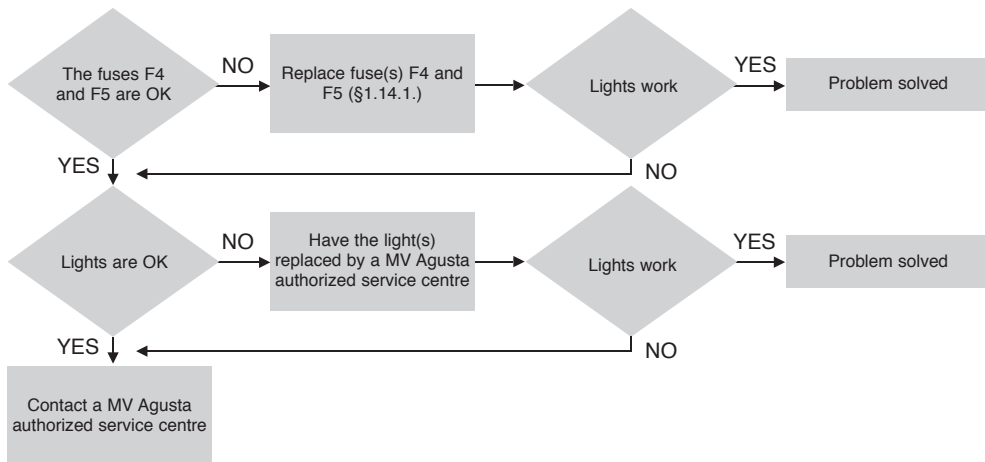 The fuses F4
and F5 are OK
NO
Replace fuse(s) F4 and
F5 (§1.14.1.)
Lights work
YES
Problem solved
YES
NO
Lights are OK
NO
Have the light(s)
replaced by a MV Agusta
authorized service centre
Lights work
YES
Problem solved
YES
NO
Contact a MV Agusta
authorized service centre